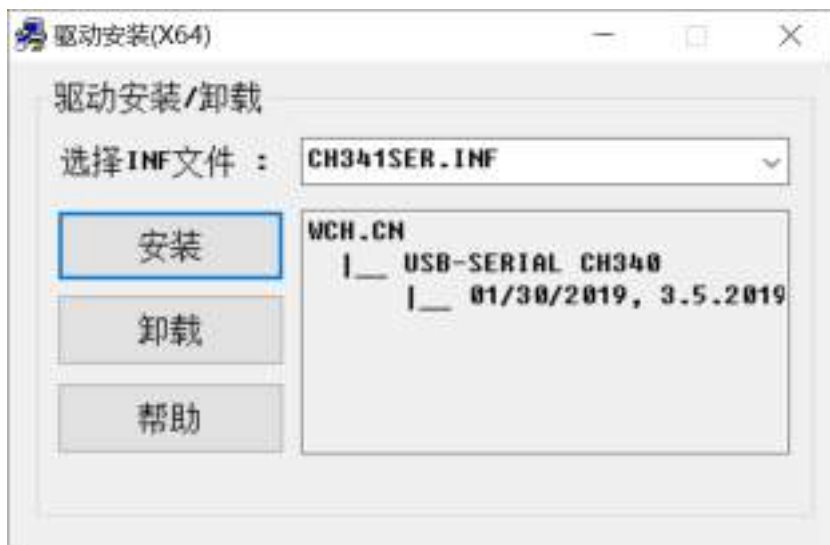 驱动安装(X64)
驱动安装/卸载
选择INF文件 : CH341SER.INF
安装
卸载
帮助
WCH.CN
|__ USB-SERIAL CH340
|__ 01/30/2019, 3.5.2019